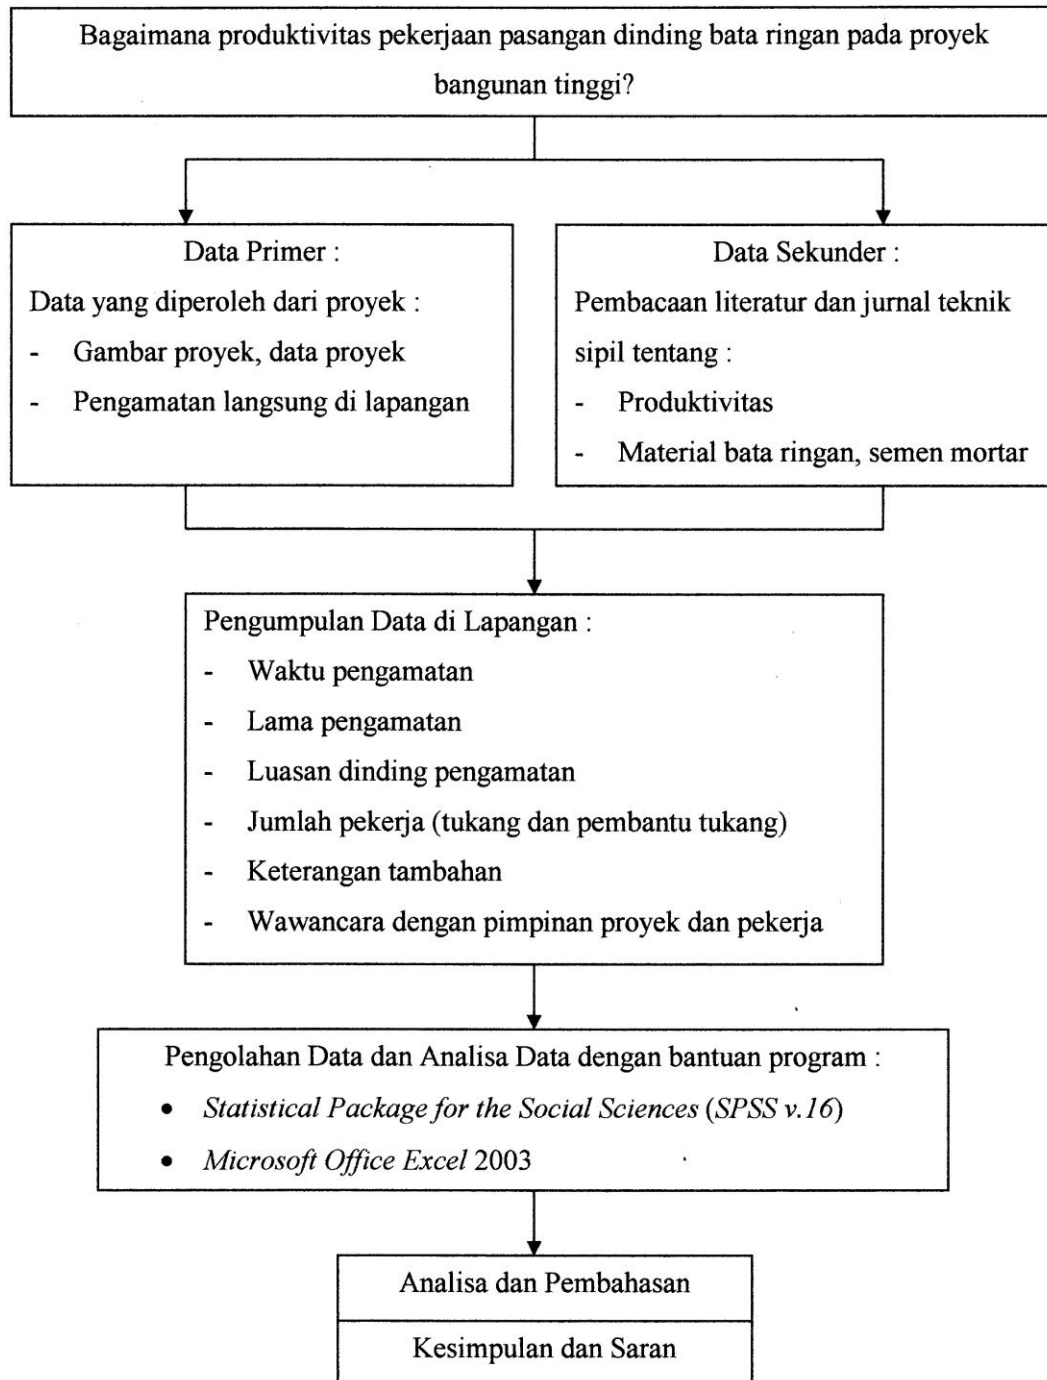 Bagaimana produktivitas pekerjaan pasangan dinding bata ringan pada proyek
bangunan tinggi?
Data Primer :
Data yang diperoleh dari proyek :
- Gambar proyek, data proyek
- Pengamatan langsung di lapangan
Data Sekunder :
Pembacaan literatur dan jurnal teknik
sipil tentang :
- Produktivitas
- Material bata ringan, semen mortar
Pengumpulan Data di Lapangan :
- Waktu pengamatan
- Lama pengamatan
- Luasan dinding pengamatan
- Jumlah pekerja (tukang dan pembantu tukang)
- Keterangan tambahan
- Wawancara dengan pimpinan proyek dan pekerja
Pengolahan Data dan Analisa Data dengan bantuan program :
• Statistical Package for the Social Sciences (SPSS v.16)
• Microsoft Office Excel 2003
Analisa dan Pembahasan
Kesimpulan dan Saran